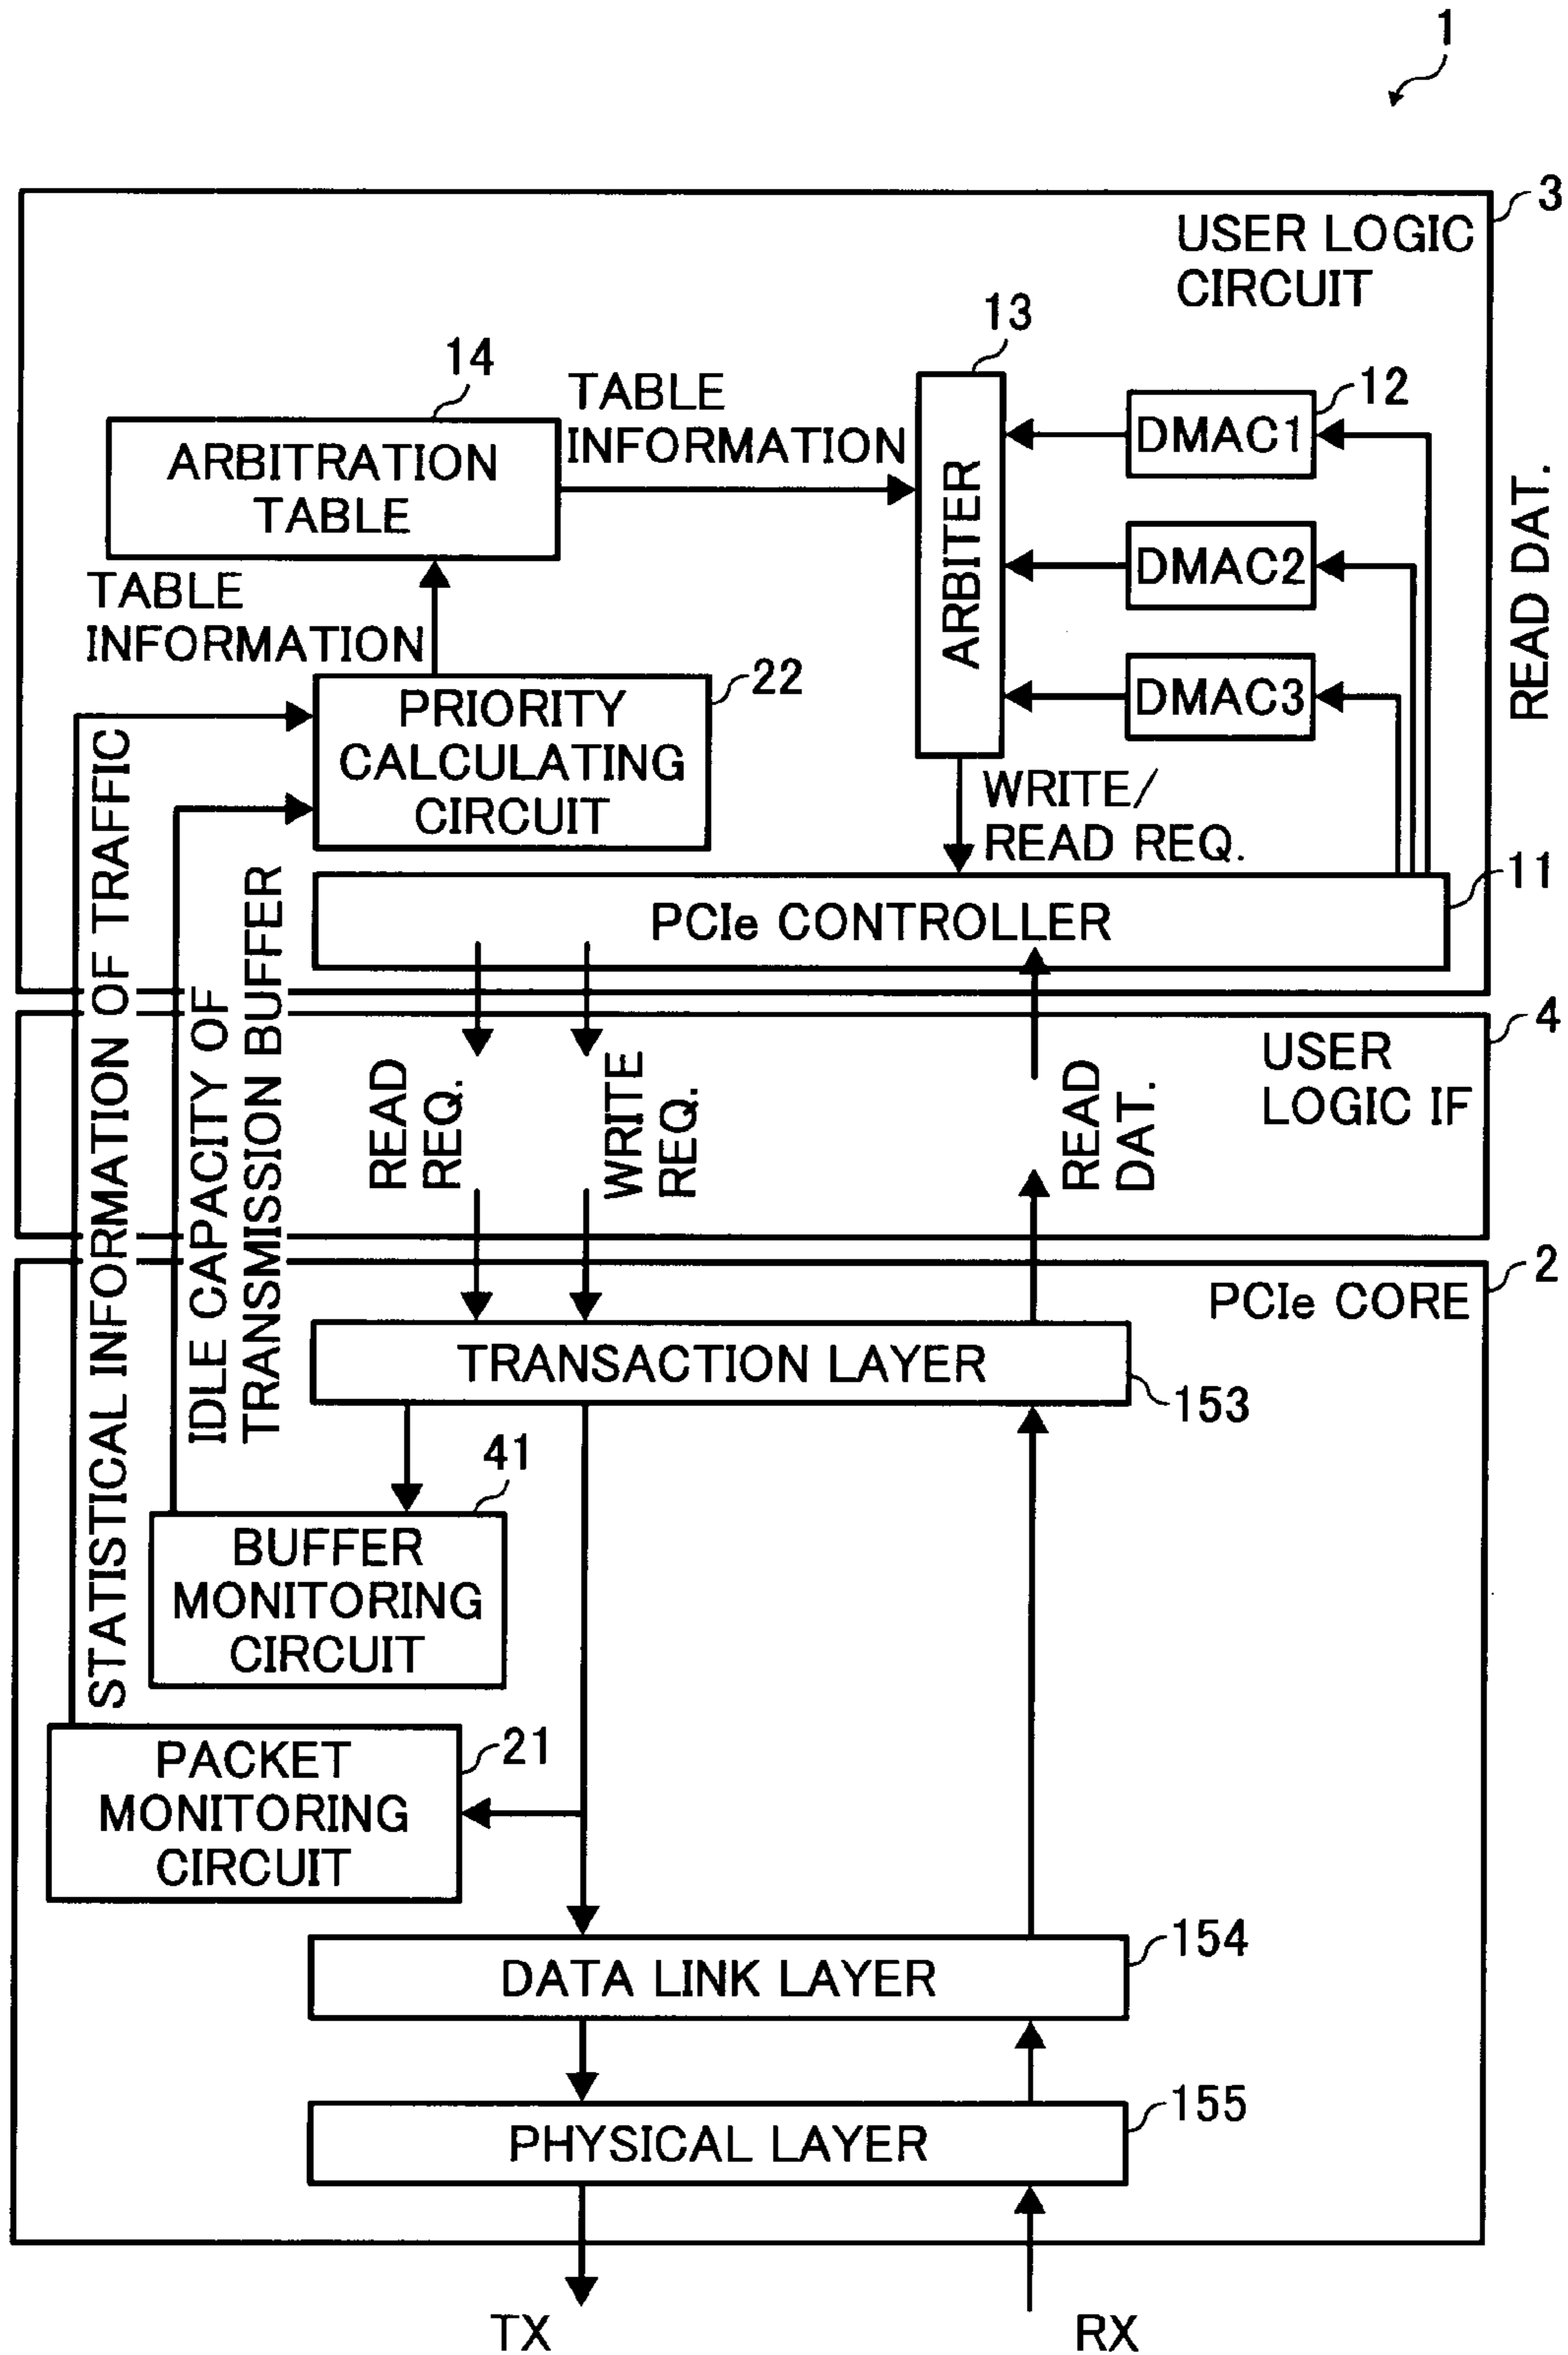 1
3
USER LOGIC
CIRCUIT
13
14
TABLE
INFORMATION
12
ARBITRATION
TABLE
ARBITER
DMAC1
DMAC2
DMAC3
READ DAT.
TABLE
INFORMATION
22
PRIORITY
CALCULATING
CIRCUIT
WRITE/
READ REQ.
11
PCIe CONTROLLER
STATISTICAL INFORMATION OF TRAFFIC
IDLE CAPACITY OF
TRANSMISSION BUFFER
4
USER
LOGIC IF
READ
REQ.
WRITE
REQ.
READ
DAT.
2
PCIe CORE
TRANSACTION LAYER
153
41
BUFFER
MONITORING
CIRCUIT
21
PACKET
MONITORING
CIRCUIT
154
DATA LINK LAYER
155
PHYSICAL LAYER
TX
RX